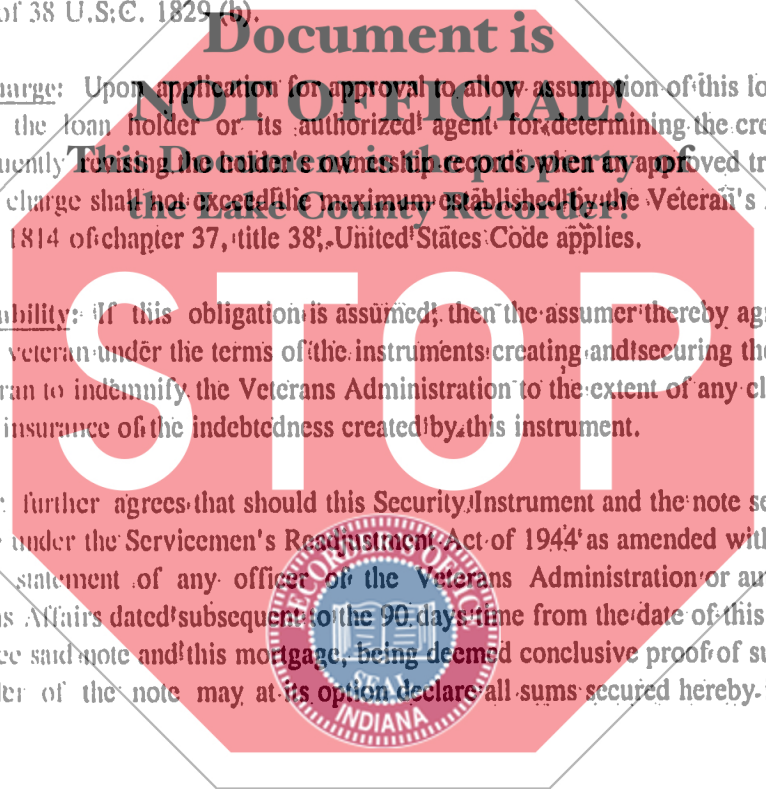 of 38 U.S.C. 1829 (b).
Document is
harge: Upon application for approval to allow assumption of this lo
NOT OFFICIAL!
the loan holder or its authorized agent for determining the cre
uently revising the holder's ownership records when an approved tr
This Document is the property of
charge shall not exceed the maximum established by the Veteran's
the Lake County Recorder!
1814 of chapter 37, title 38, United States Code applies.
ability: If this obligation is assumed, then the assumer thereby ag
veteran under the terms of the instruments creating and securing th
ran to indemnify the Veterans Administration to the extent of any cl
insurance of the indebtedness created by this instrument.
STOP
further agrees that should this Security Instrument and the note se
under the Servicemen's Readjustment Act of 1944 as amended wit
statement of any officer of the Veterans Administration or au
s Affairs dated subsequent to the 90 days time from the date of this
ce said note and this mortgage, being deemed conclusive proof of su
der of the note may at its option declare all sums secured hereby
RECORDER'S OFFICE
SEAL
INDIANA